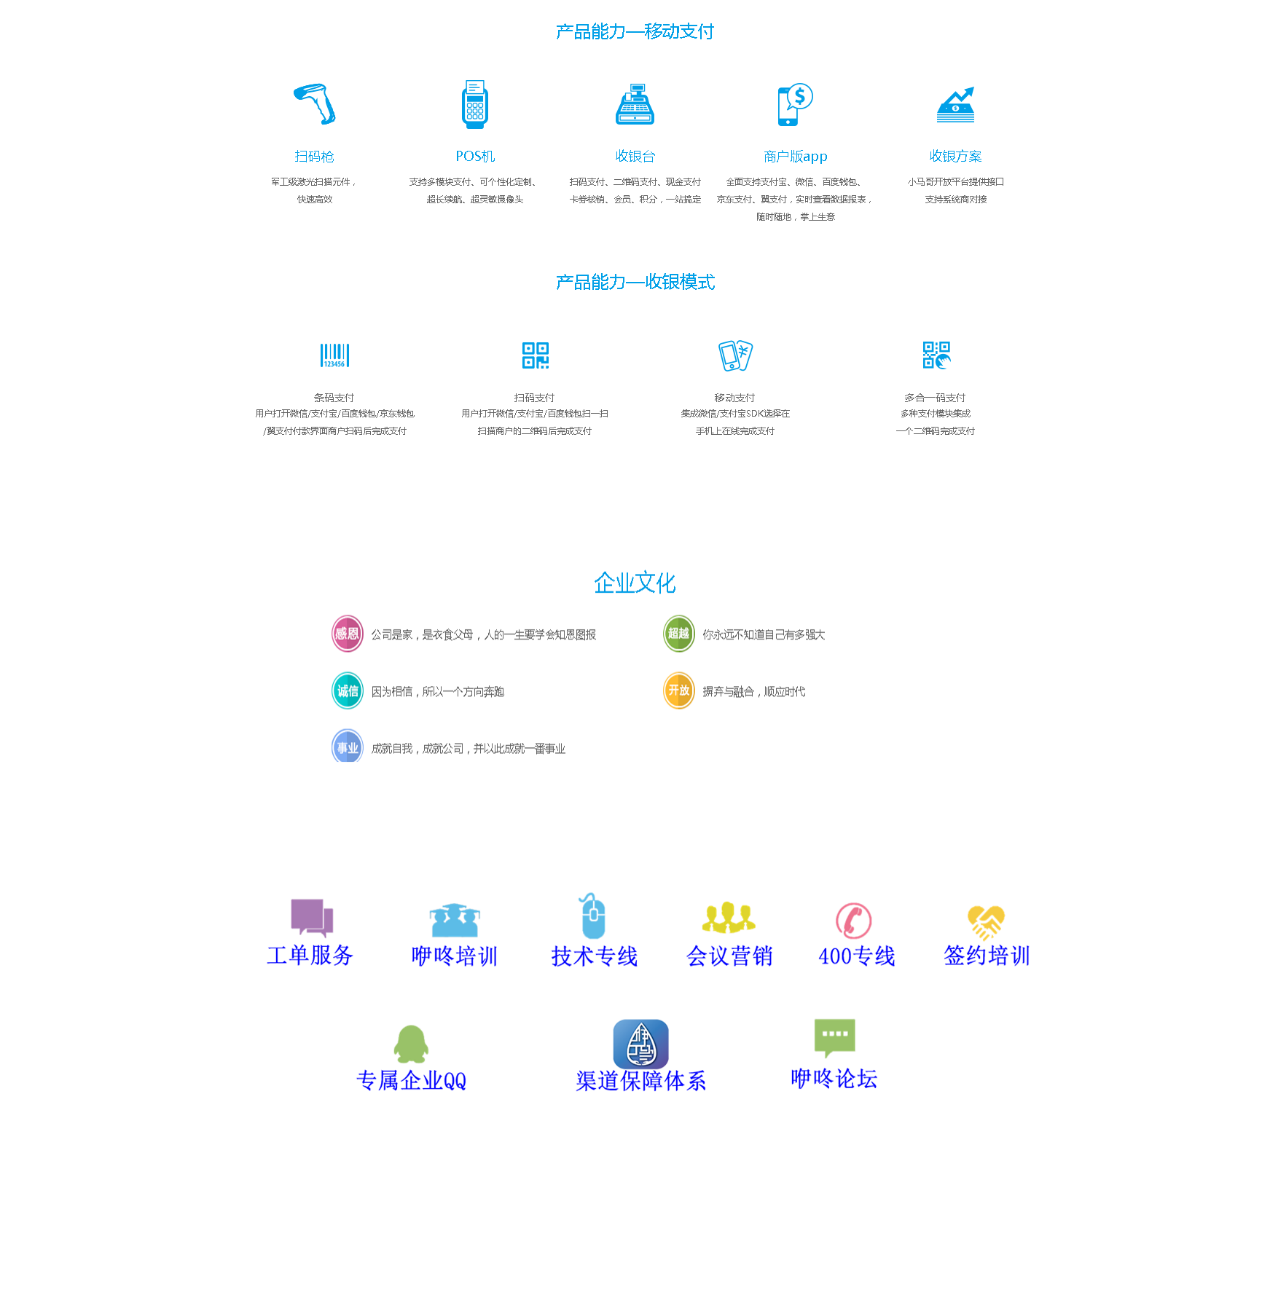 产品能力—移动支付
扫码枪
POS机
收银台
商户版app
收银方案
军工级激光扫描元件，
快速高效
支持多模块支付、可个性化定制、
超长续航、超灵敏摄像头
扫码支付、二维码支付、现金支付
卡券核销、会员、积分，一站搞定
全面支持支付宝、微信、百度钱包、
京东支付、翼支付，实时查看数据报表，
随时随地，掌上生意
小马哥开放平台提供接口
支持系统商对接
产品能力—收银模式
123456
条码支付
用户打开微信/支付宝/百度钱包/京东钱包
/翼支付付款界面商户扫码后完成支付
扫码支付
用户打开微信/支付宝/百度钱包扫一扫
扫描商户的二维码后完成支付
移动支付
集成微信/支付宝SDK选择在
手机上在线完成支付
多合一码支付
多种支付模块集成
一个二维码完成支付
企业文化
感恩 公司是家，是衣食父母，人的一生要学会知恩图报
超越 你永远不知道自己有多强大
诚信 因为相信，所以一个方向奔跑
开放 摒弃与融合，顺应时代
事业 成就自我，成就公司，并以此成就一番事业
工单服务
咿咚培训
技术专线
会议营销
400专线
签约培训
专属企业QQ
渠道保障体系
咿咚论坛